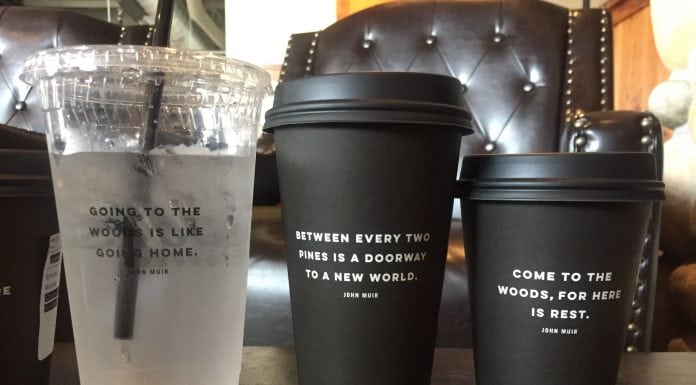 GOING TO THE
WOODS IS LIKE
GOING HOME.
JOHN MUIR
BETWEEN EVERY TWO
PINES IS A DOORWAY
TO A NEW WORLD.
JOHN MUIR
COME TO THE
WOODS, FOR HERE
IS REST.
JOHN MUIR